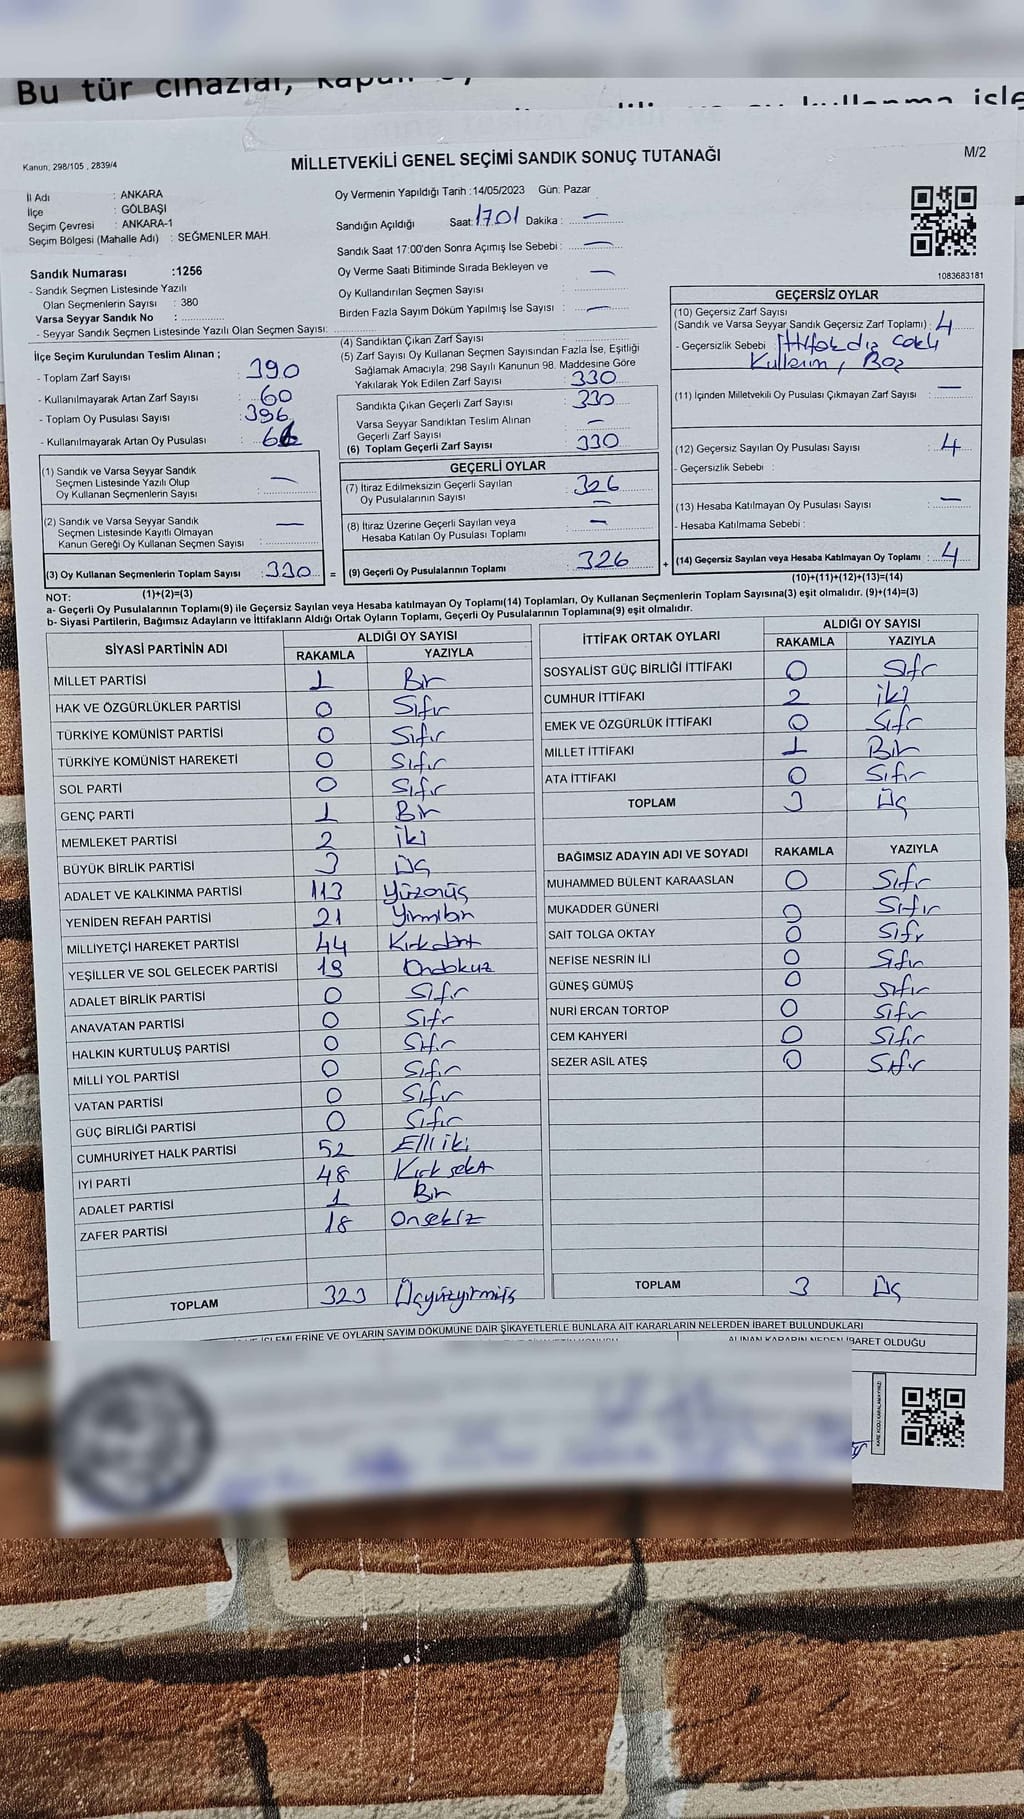 Bu tür cihazlar,
Kanun: 298/105 , 2839/4
MİLLETVEKİLİ GENEL SEÇİMİ SANDIK SONUÇ TUTANAĞI
M/2
İl Adı : ANKARA
İlçe : GÖLBAŞI
Seçim Çevresi : ANKARA-1
Seçim Bölgesi (Mahalle Adı) : SEĞMENLER MAH.
Sandık Numarası :1256
- Sandık Seçmen Listesinde Yazılı
Olan Seçmenlerin Sayısı : 380
Varsa Seyyar Sandık No :
- Seyyar Sandık Seçmen Listesinde Yazılı Olan Seçmen Sayısı:
Oy Vermenin Yapıldığı Tarih :14/05/2023 Gün: Pazar
Sandığın Açıldığı Saat: 1701 Dakika : —
Sandık Saat 17:00'den Sonra Açımış İse Sebebi : —
Oy Verme Saati Bitiminde Sırada Bekleyen ve
Oy Kullandırılan Seçmen Sayısı : —
Birden Fazla Sayım Döküm Yapılmış İse Sayısı : —
1083683181
İlçe Seçim Kurulundan Teslim Alınan ;
- Toplam Zarf Sayısı : 390
- Kullanılmayarak Artan Zarf Sayısı : 60
- Toplam Oy Pusulası Sayısı : 396
- Kullanılmayarak Artan Oy Pusulası : 66
(4) Sandıktan Çıkan Zarf Sayısı :
(5) Zarf Sayısı Oy Kullanan Seçmen Sayısından Fazla İse, Eşitliği
Sağlamak Amacıyla; 298 Sayılı Kanunun 98. Maddesine Göre
Yakılarak Yok Edilen Zarf Sayısı : 330
Sandıkta Çıkan Geçerli Zarf Sayısı : 330
Varsa Seyyar Sandıktan Teslim Alınan
Geçerli Zarf Sayısı : —
(6) Toplam Geçerli Zarf Sayısı : 330
GEÇERSİZ OYLAR
(10) Geçersiz Zarf Sayısı
(Sandık ve Varsa Seyyar Sandık Geçersiz Zarf Toplamı) : 4
- Geçersizlik Sebebi : İttifak dış çoklu
Kullanım, Boş
(11) İçinden Milletvekili Oy Pusulası Çıkmayan Zarf Sayısı : —
(12) Geçersiz Sayılan Oy Pusulası Sayısı : 4
- Geçersizlik Sebebi :
(13) Hesaba Katılmayan Oy Pusulası Sayısı : —
- Hesaba Katılmama Sebebi :
(14) Geçersiz Sayılan veya Hesaba Katılmayan Oy Toplamı : 4
(10)+(11)+(12)+(13)=(14)
(1) Sandık ve Varsa Seyyar Sandık
Seçmen Listesinde Yazılı Olup
Oy Kullanan Seçmenlerin Sayısı : —
(2) Sandık ve Varsa Seyyar Sandık
Seçmen Listesinde Kayıtlı Olmayan
Kanun Gereği Oy Kullanan Seçmen Sayısı : —
(3) Oy Kullanan Seçmenlerin Toplam Sayısı : 330 =
(1)+(2)=(3)
GEÇERLİ OYLAR
(7) İtiraz Edilmeksizin Geçerli Sayılan
Oy Pusulalarının Sayısı : 326
(8) İtiraz Üzerine Geçerli Sayılan veya
Hesaba Katılan Oy Pusulası Toplamı : —
(9) Geçerli Oy Pusulalarının Toplamı : 326 +
NOT:
a- Geçerli Oy Pusulalarının Toplamı(9) ile Geçersiz Sayılan veya Hesaba katılmayan Oy Toplamı(14) Toplamları, Oy Kullanan Seçmenlerin Toplam Sayısına(3) eşit olmalıdır. (9)+(14)=(3)
b- Siyasi Partilerin, Bağımsız Adayların ve İttifakların Aldığı Ortak Oyların Toplamı, Geçerli Oy Pusulalarının Toplamına(9) eşit olmalıdır.
SİYASİ PARTİNİN ADI ALDIĞI OY SAYISI
RAKAMLA YAZIYLA
MİLLET PARTİSİ 1 Bir
HAK VE ÖZGÜRLÜKLER PARTİSİ 0 Sıfır
TÜRKİYE KOMÜNİST PARTİSİ 0 Sıfır
TÜRKİYE KOMÜNİST HAREKETİ 0 Sıfır
SOL PARTİ 0 Sıfır
GENÇ PARTİ 1 Bir
MEMLEKET PARTİSİ 2 iki
BÜYÜK BİRLİK PARTİSİ 3 Üç
ADALET VE KALKINMA PARTİSİ 113 Yüzonüç
YENİDEN REFAH PARTİSİ 21 Yirmibir
MİLLİYETÇİ HAREKET PARTİSİ 44 Kırkdört
YEŞİLLER VE SOL GELECEK PARTİSİ 19 Ondokuz
ADALET BİRLİK PARTİSİ 0 Sıfır
ANAVATAN PARTİSİ 0 Sıfır
HALKIN KURTULUŞ PARTİSİ 0 Sıfır
MİLLİ YOL PARTİSİ 0 Sıfır
VATAN PARTİSİ 0 Sıfır
GÜÇ BİRLİĞİ PARTİSİ 0 Sıfır
CUMHURİYET HALK PARTİSİ 52 Elli iki
İYİ PARTİ 48 Kırk sekiz
ADALET PARTİSİ 1 Bir
ZAFER PARTİSİ 18 Onsekiz
TOPLAM 323 Üçyüzyirmiüç
İTTİFAK ORTAK OYLARI ALDIĞI OY SAYISI
RAKAMLA YAZIYLA
SOSYALİST GÜÇ BİRLİĞİ İTTİFAKI 0 Sıfır
CUMHUR İTTİFAKI 2 iki
EMEK VE ÖZGÜRLÜK İTTİFAKI 0 Sıfır
MİLLET İTTİFAKI 1 Bir
ATA İTTİFAKI 0 Sıfır
TOPLAM 3 Üç
BAĞIMSIZ ADAYIN ADI VE SOYADI RAKAMLA YAZIYLA
MUHAMMED BÜLENT KARAASLAN 0 Sıfır
MUKADDER GÜNERİ 0 Sıfır
SAİT TOLGA OKTAY 0 Sıfır
NEFİSE NESRİN İLİ 0 Sıfır
GÜNEŞ GÜMÜŞ 0 Sıfır
NURİ ERCAN TORTOP 0 Sıfır
CEM KAHYERİ 0 Sıfır
SEZER ASİL ATEŞ 0 Sıfır
TOPLAM 3 Üç
İŞLEMLERİNE VE OYLARIN SAYIM DÖKÜMÜNE DAİR ŞİKAYETLERLE BUNLARA AİT KARARLARIN NELERDEN İBARET BULUNDUKLARI
ALINAN KARARIN NEDEN İBARET OLDUĞU